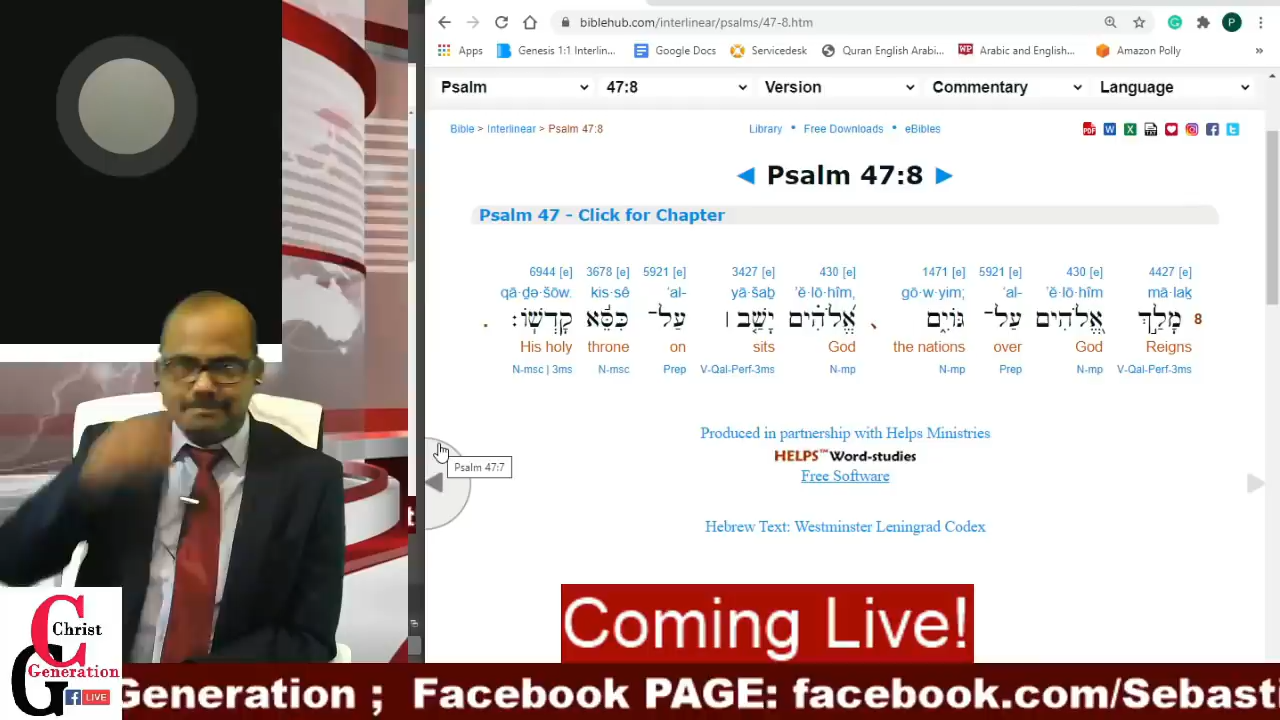 biblehub.com/interlinear/psalms/47-8.htm
P
Apps Genesis 1:1 Interlin... Google Docs Servicedesk Quran English Arabi... Arabic and English... Amazon Polly »
Psalm 47:8 Version Commentary Language
Bible > Interlinear > Psalm 47:8 Library • Free Downloads • eBibles
◄ Psalm 47:8 ►
Psalm 47 - Click for Chapter
6944 [e] 3678 [e] 5921 [e] 3427 [e] 430 [e] 1471 [e] 5921 [e] 430 [e] 4427 [e]
qā·ḏə·šōw. kis·sê ‘al- yā·šaḇ ’ĕ·lō·hîm, gō·w·yim; ‘al- ’ĕ·lō·hîm mā·laḵ
8 מָלַ֣ךְ אֱ֭לֹהִים עַל־ גּוֹיִ֑ם אֱ֝לֹהִ֗ים יָשַׁ֤ב ׀ עַל־ כִּסֵּ֬א קָדְשֽׁוֹ׃
. His holy throne on sits God the nations over God Reigns
N-msc | 3ms N-msc Prep V-Qal-Perf-3ms N-mp N-mp Prep N-mp V-Qal-Perf-3ms
Psalm 47:7
Produced in partnership with Helps Ministries
HELPS™ Word-studies
Free Software
Hebrew Text: Westminster Leningrad Codex
Coming Live!
C Christ
Generation
G LIVE
Generation ; Facebook PAGE: facebook.com/Sebasti